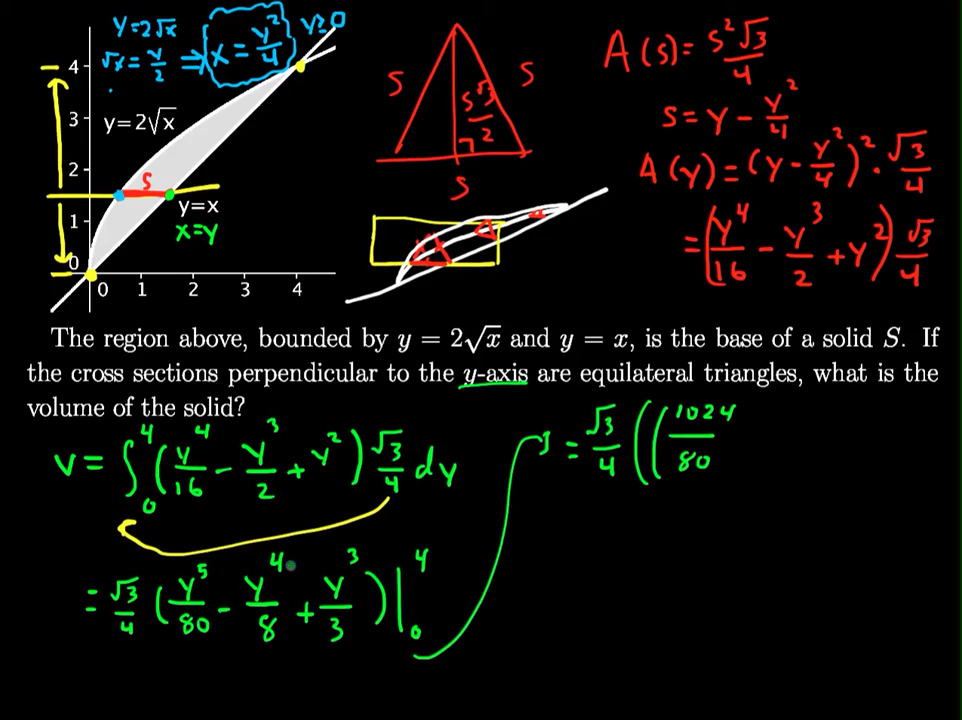 y=2√x
√x = y/2 ⇒ x = y²/4 y≥0
4
3
2
1
0
0 1 2 3 4
y=2√x
s
y=x
x=y
s s
s√3/2
s
A(s) = s²√3/4
s = y - y²/4
A(y) = (y - y²/4)² · √3/4
= (y⁴/16 - y³/2 + y²) √3/4
The region above, bounded by y = 2√x and y = x, is the base of a solid S. If
the cross sections perpendicular to the y-axis are equilateral triangles, what is the
volume of the solid?
V = ∫₀⁴ (y⁴/16 - y³/2 + y²) √3/4 dy
= √3/4 (y⁵/80 - y⁴/8 + y³/3) |₀⁴
= √3/4 ((1024/80